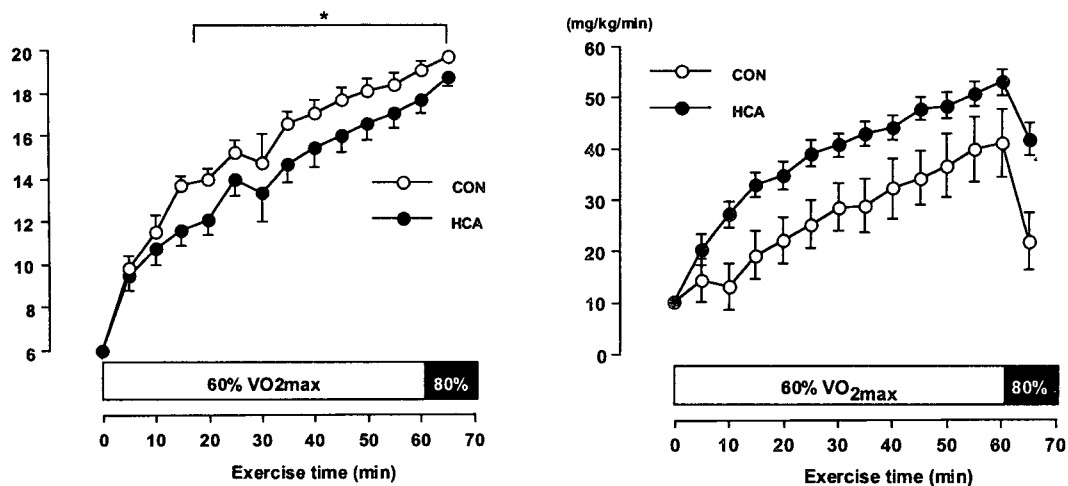 *
20
18
16
14
12
10
8
6
CON
HCA
60% VO2max 80%
0 10 20 30 40 50 60 70
Exercise time (min)
(mg/kg/min)
60
50
40
30
20
10
0
CON
HCA
60% VO2max 80%
0 10 20 30 40 50 60 70
Exercise time (min)